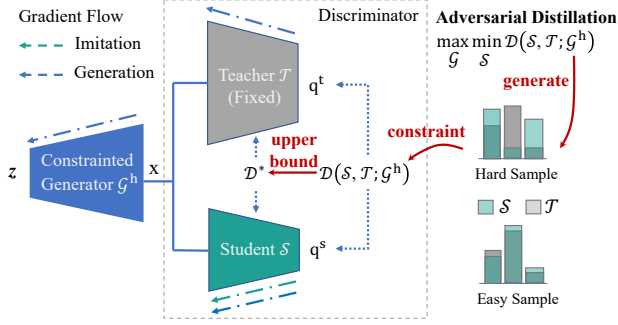 Gradient Flow
Imitation
Generation
Discriminator
Adversarial Distillation
max min 𝒟(𝒮, 𝒯; 𝒢ʰ)
𝒢 𝒮
generate
Teacher 𝒯
(Fixed)
qᵗ
z
Constrainted
Generator 𝒢ʰ
x
upper
bound
𝒟*
𝒟(𝒮, 𝒯; 𝒢ʰ)
constraint
Hard Sample
Student 𝒮
qˢ
𝒮 𝒯
Easy Sample